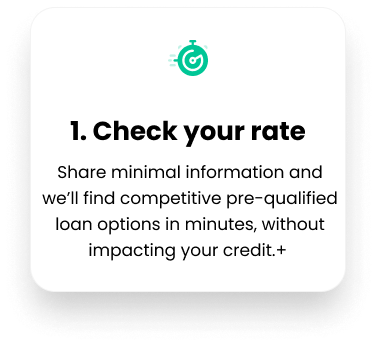 1. Check your rate
Share minimal information and
we’ll find competitive pre-qualified
loan options in minutes, without
impacting your credit.+